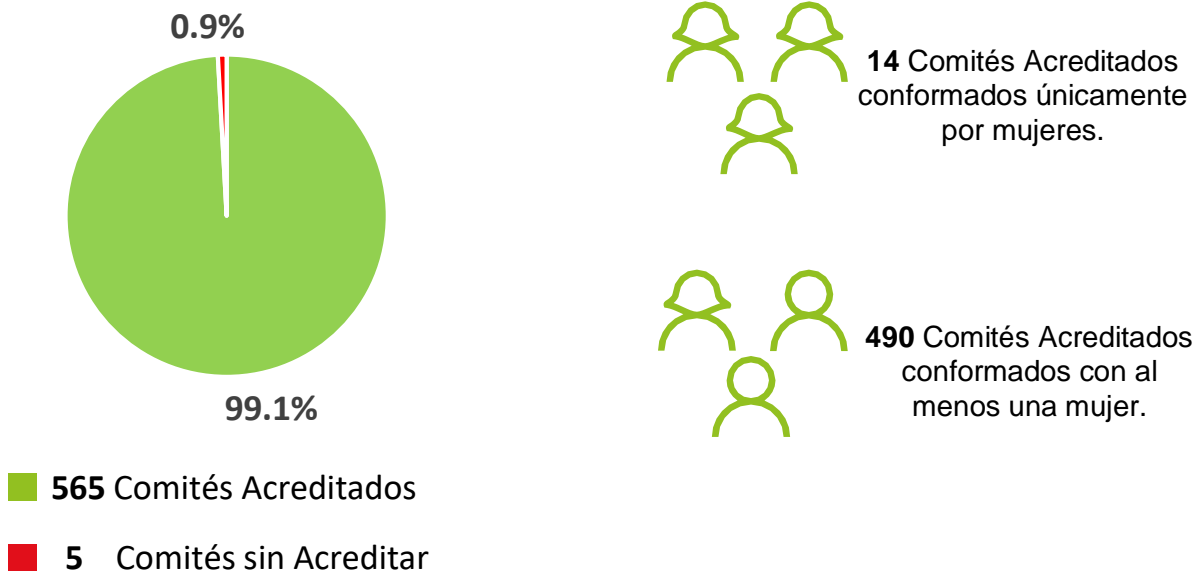 0.9%
99.1%
565 Comités Acreditados
5 Comités sin Acreditar
14 Comités Acreditados
conformados únicamente
por mujeres.
490 Comités Acreditados
conformados con al
menos una mujer.